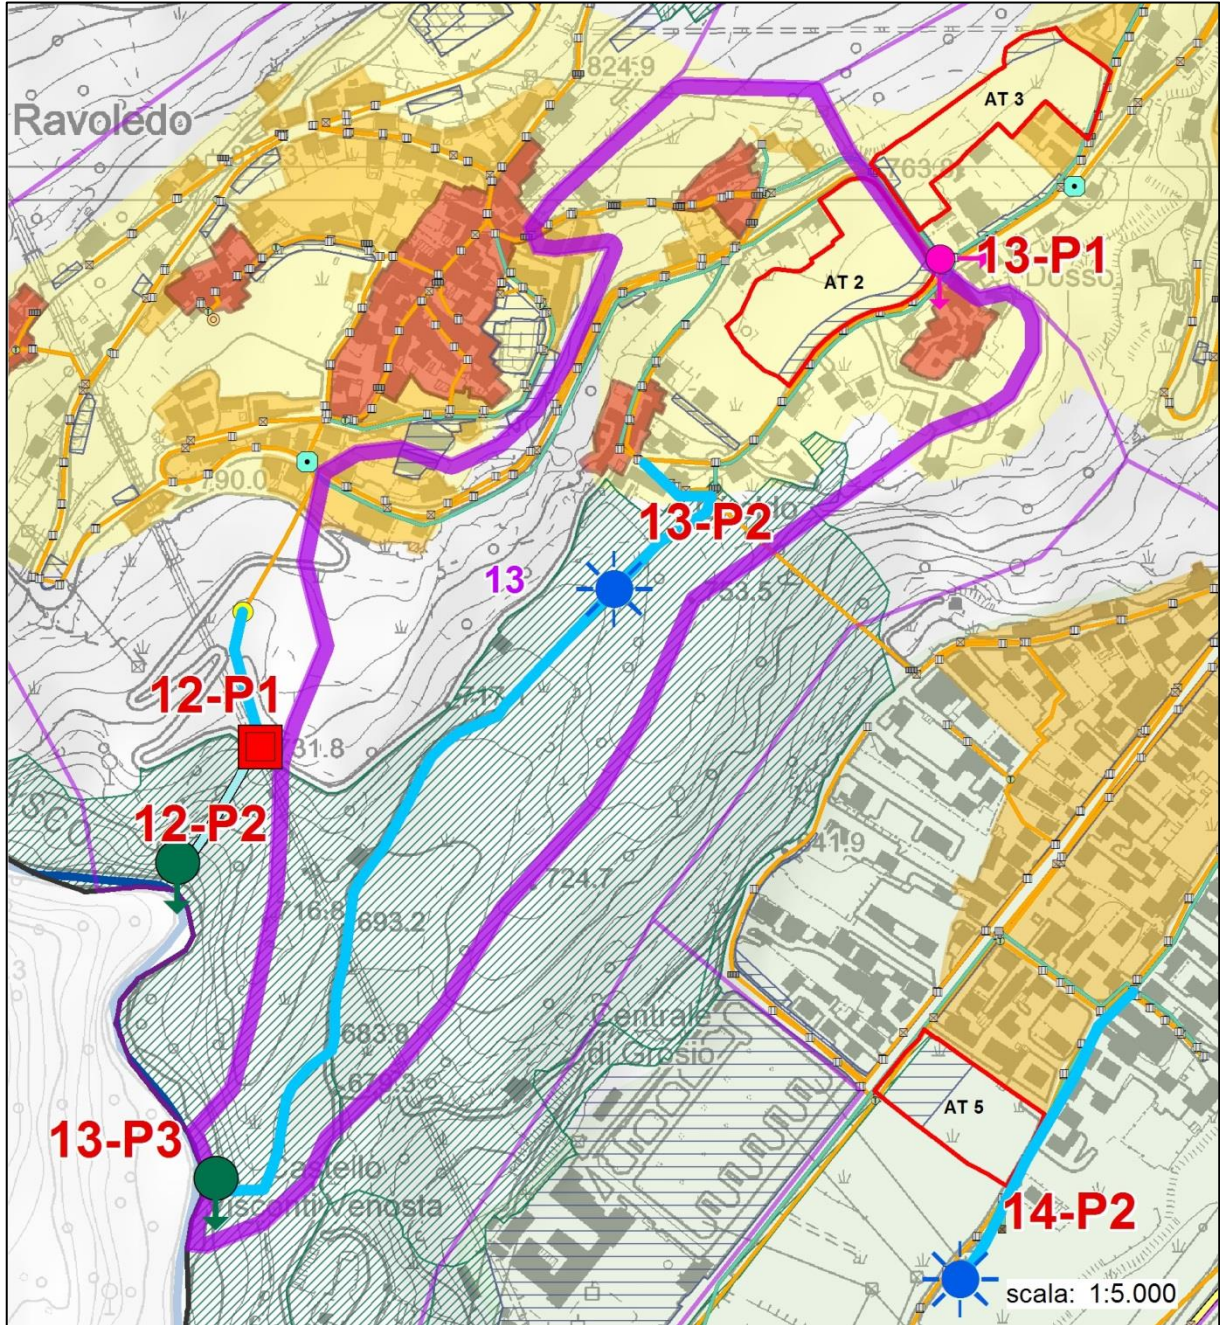 824.9
AT 3
Ravoledo
763.8
13-P1
Dosso
AT 2
790.0
13-P2
13
753.5
12-P1
731.8
12-P2
641.9
724.7
716.8
693.2
Centrale
di Grosio
683.9
679.3
AT 5
13-P3
Castello
Visconti Venosta
14-P2
scala: 1:5.000